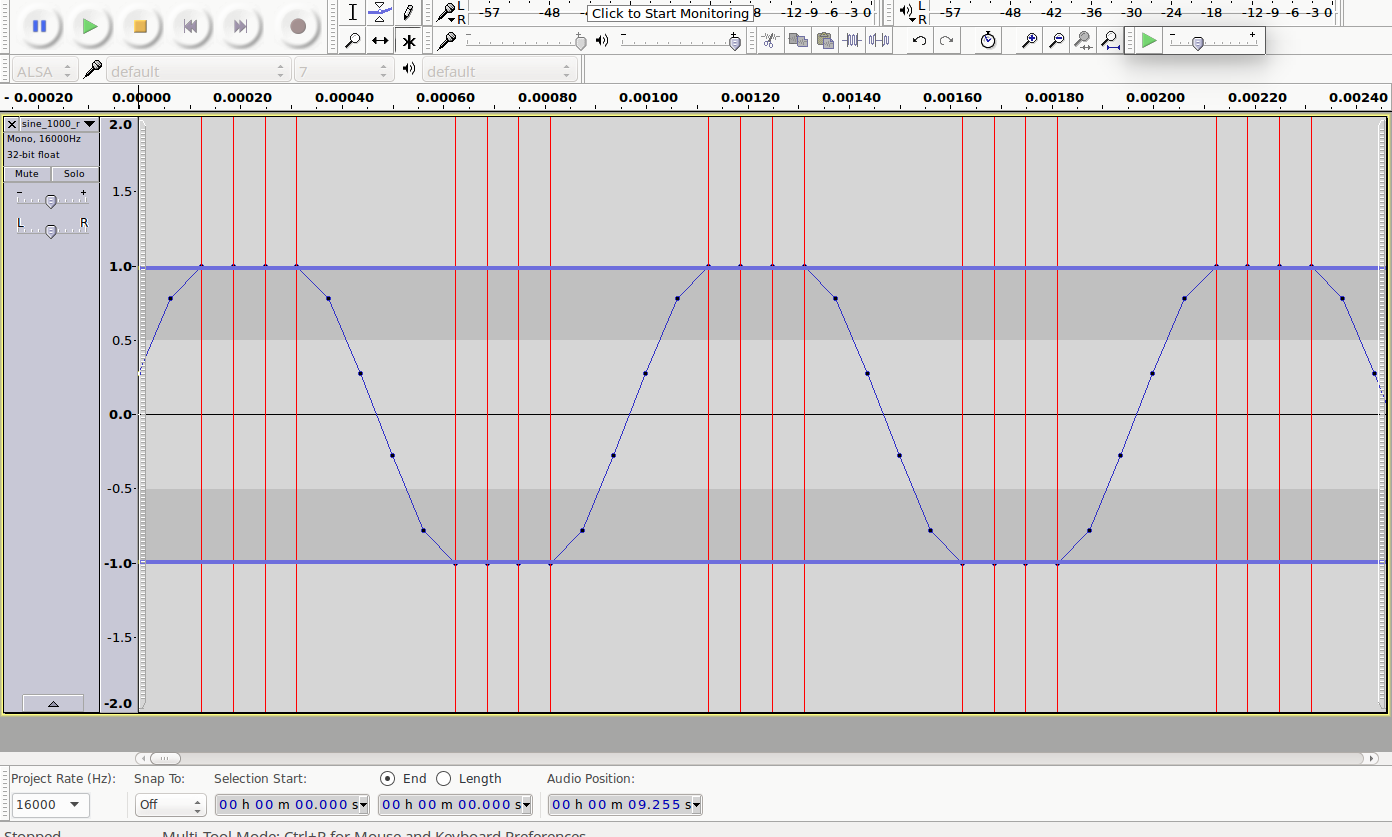 L
R
-57 -48 -4 Click to Start Monitoring 8 -12 -9 -6 -3 0
L
R
-57 -48 -42 -36 -30 -24 -18 -12 -9 -6 -3 0
- + - +
- +
ALSA default 7 default
- 0.00020 0.00000 0.00020 0.00040 0.00060 0.00080 0.00100 0.00120 0.00140 0.00160 0.00180 0.00200 0.00220 0.00240
sine_1000_r
Mono, 16000Hz
32-bit float
Mute Solo
- +
L R
2.0
1.5
1.0
0.5
0.0
-0.5
-1.0
-1.5
-2.0
Project Rate (Hz): Snap To: Selection Start: End Length Audio Position:
16000 Off 00 h 00 m 00.000 s 00 h 00 m 00.000 s 00 h 00 m 09.255 s
Stopped. Multi-Tool Mode: Ctrl+P for Mouse and Keyboard Preferences